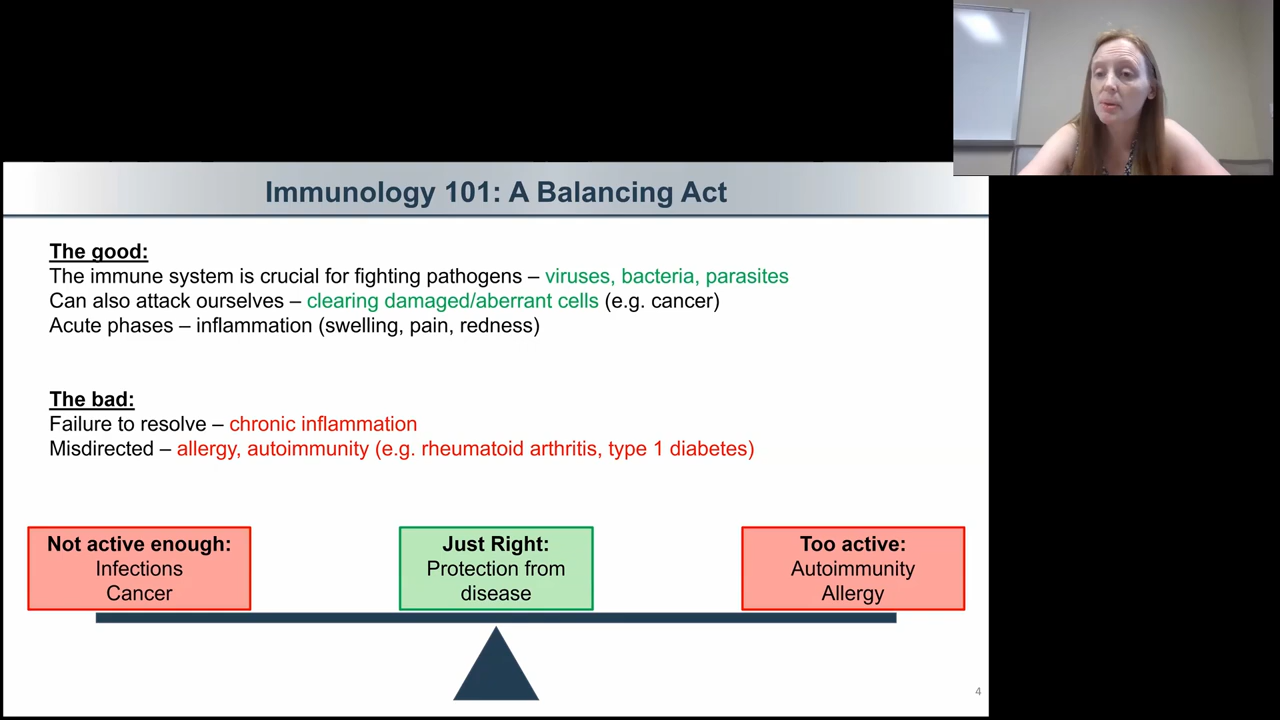 Immunology 101: A Balancing Act
The good:
The immune system is crucial for fighting pathogens – viruses, bacteria, parasites
Can also attack ourselves – clearing damaged/aberrant cells (e.g. cancer)
Acute phases – inflammation (swelling, pain, redness)
The bad:
Failure to resolve – chronic inflammation
Misdirected – allergy, autoimmunity (e.g. rheumatoid arthritis, type 1 diabetes)
Not active enough:
Infections
Cancer
Just Right:
Protection from
disease
Too active:
Autoimmunity
Allergy
4